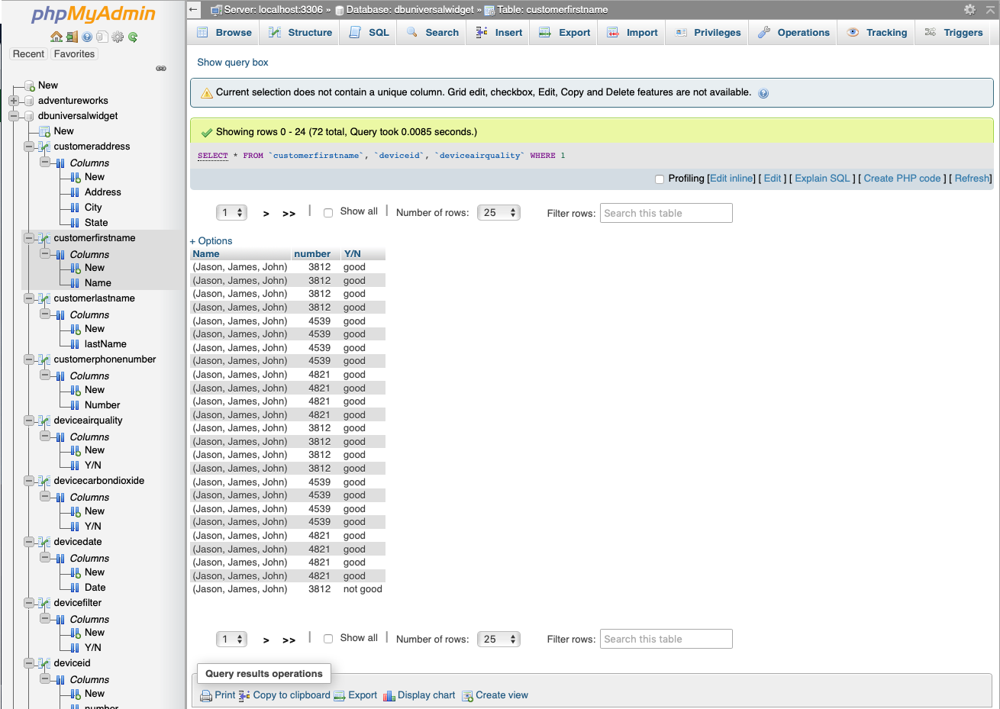 phpMyAdmin
Recent Favorites
New
adventureworks
dbuniversalwidget
New
customeraddress
Columns
New
Address
City
State
customerfirstname
Columns
New
Name
customerlastname
Columns
New
lastName
customerphonenumber
Columns
New
Number
deviceairquality
Columns
New
Y/N
devicecarbondioxide
Columns
New
Y/N
devicedate
Columns
New
Date
devicefilter
Columns
New
Y/N
deviceid
Columns
New
number
Server: localhost:3306 » Database: dbuniversalwidget » Table: customerfirstname
Browse Structure SQL Search Insert Export Import Privileges Operations Tracking Triggers
Show query box
Current selection does not contain a unique column. Grid edit, checkbox, Edit, Copy and Delete features are not available.
Showing rows 0 - 24 (72 total, Query took 0.0085 seconds.)
SELECT * FROM `customerfirstname`, `deviceid`, `deviceairquality` WHERE 1
Profiling [Edit inline] [ Edit ] [ Explain SQL ] [ Create PHP code ] [ Refresh]
1 > >> | Show all | Number of rows: 25 Filter rows: Search this table
+ Options
Name number Y/N
(Jason, James, John) 3812 good
(Jason, James, John) 3812 good
(Jason, James, John) 3812 good
(Jason, James, John) 3812 good
(Jason, James, John) 4539 good
(Jason, James, John) 4539 good
(Jason, James, John) 4539 good
(Jason, James, John) 4539 good
(Jason, James, John) 4821 good
(Jason, James, John) 4821 good
(Jason, James, John) 4821 good
(Jason, James, John) 4821 good
(Jason, James, John) 3812 good
(Jason, James, John) 3812 good
(Jason, James, John) 3812 good
(Jason, James, John) 3812 good
(Jason, James, John) 4539 good
(Jason, James, John) 4539 good
(Jason, James, John) 4539 good
(Jason, James, John) 4539 good
(Jason, James, John) 4821 good
(Jason, James, John) 4821 good
(Jason, James, John) 4821 good
(Jason, James, John) 4821 good
(Jason, James, John) 3812 not good
1 > >> | Show all | Number of rows: 25 Filter rows: Search this table
Query results operations
Print Copy to clipboard Export Display chart Create view